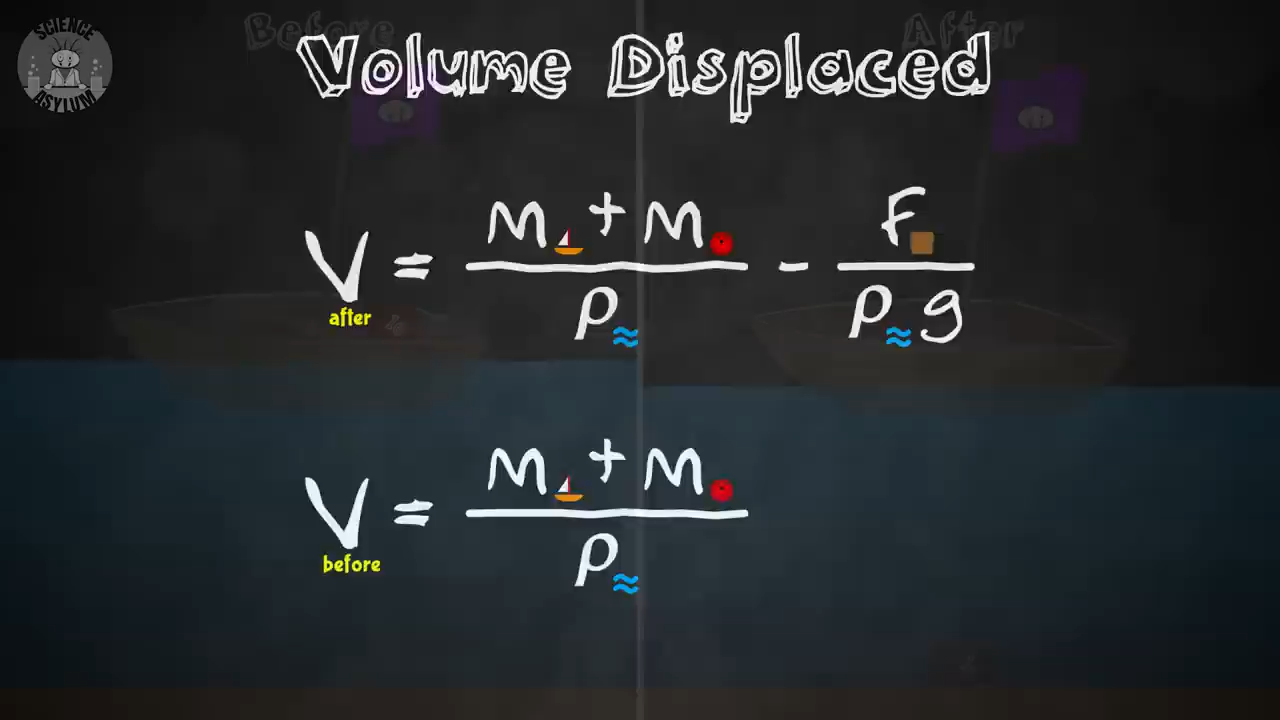 SCIENCE ASYLUM
Before
After
Volume Displaced
V after = (M + M) / ρ - F / (ρ g)
V before = (M + M) / ρ